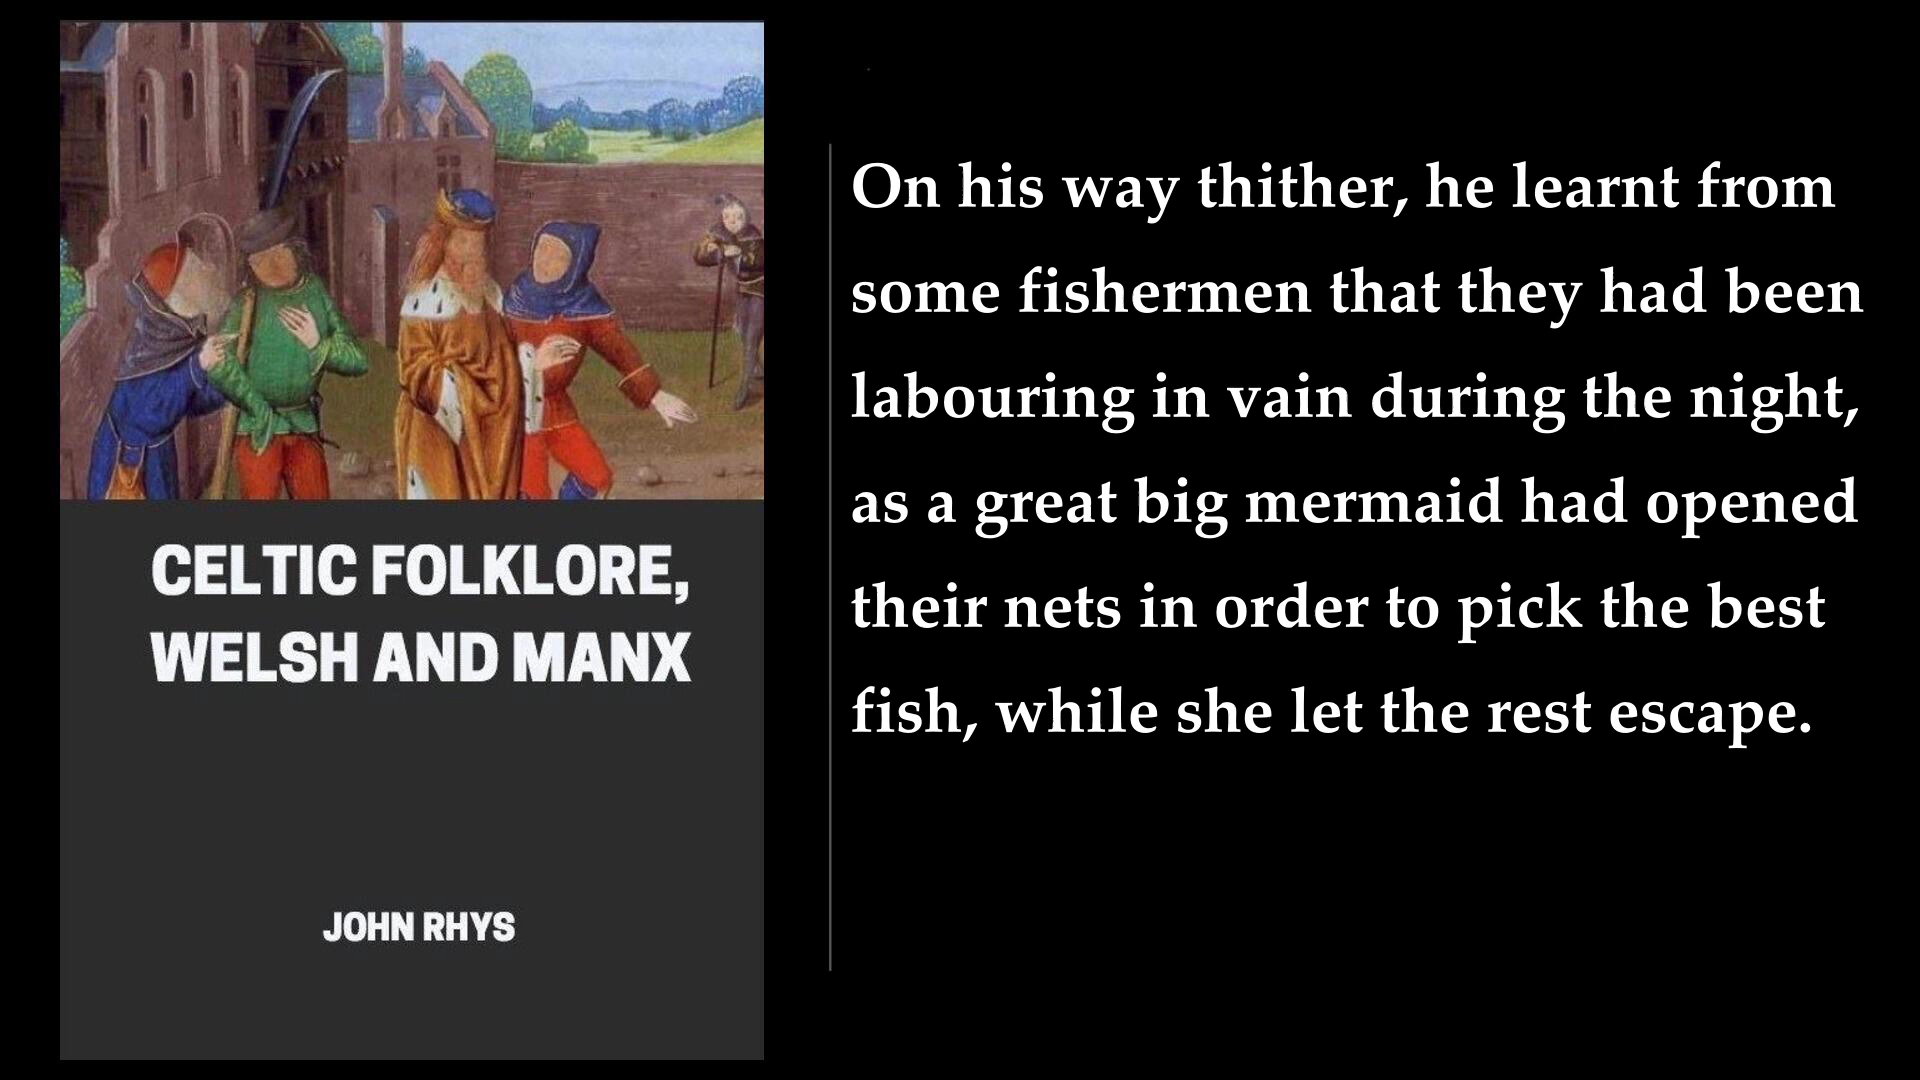 CELTIC FOLKLORE,
WELSH AND MANX
JOHN RHYS
On his way thither, he learnt from
some fishermen that they had been
labouring in vain during the night,
as a great big mermaid had opened
their nets in order to pick the best
fish, while she let the rest escape.